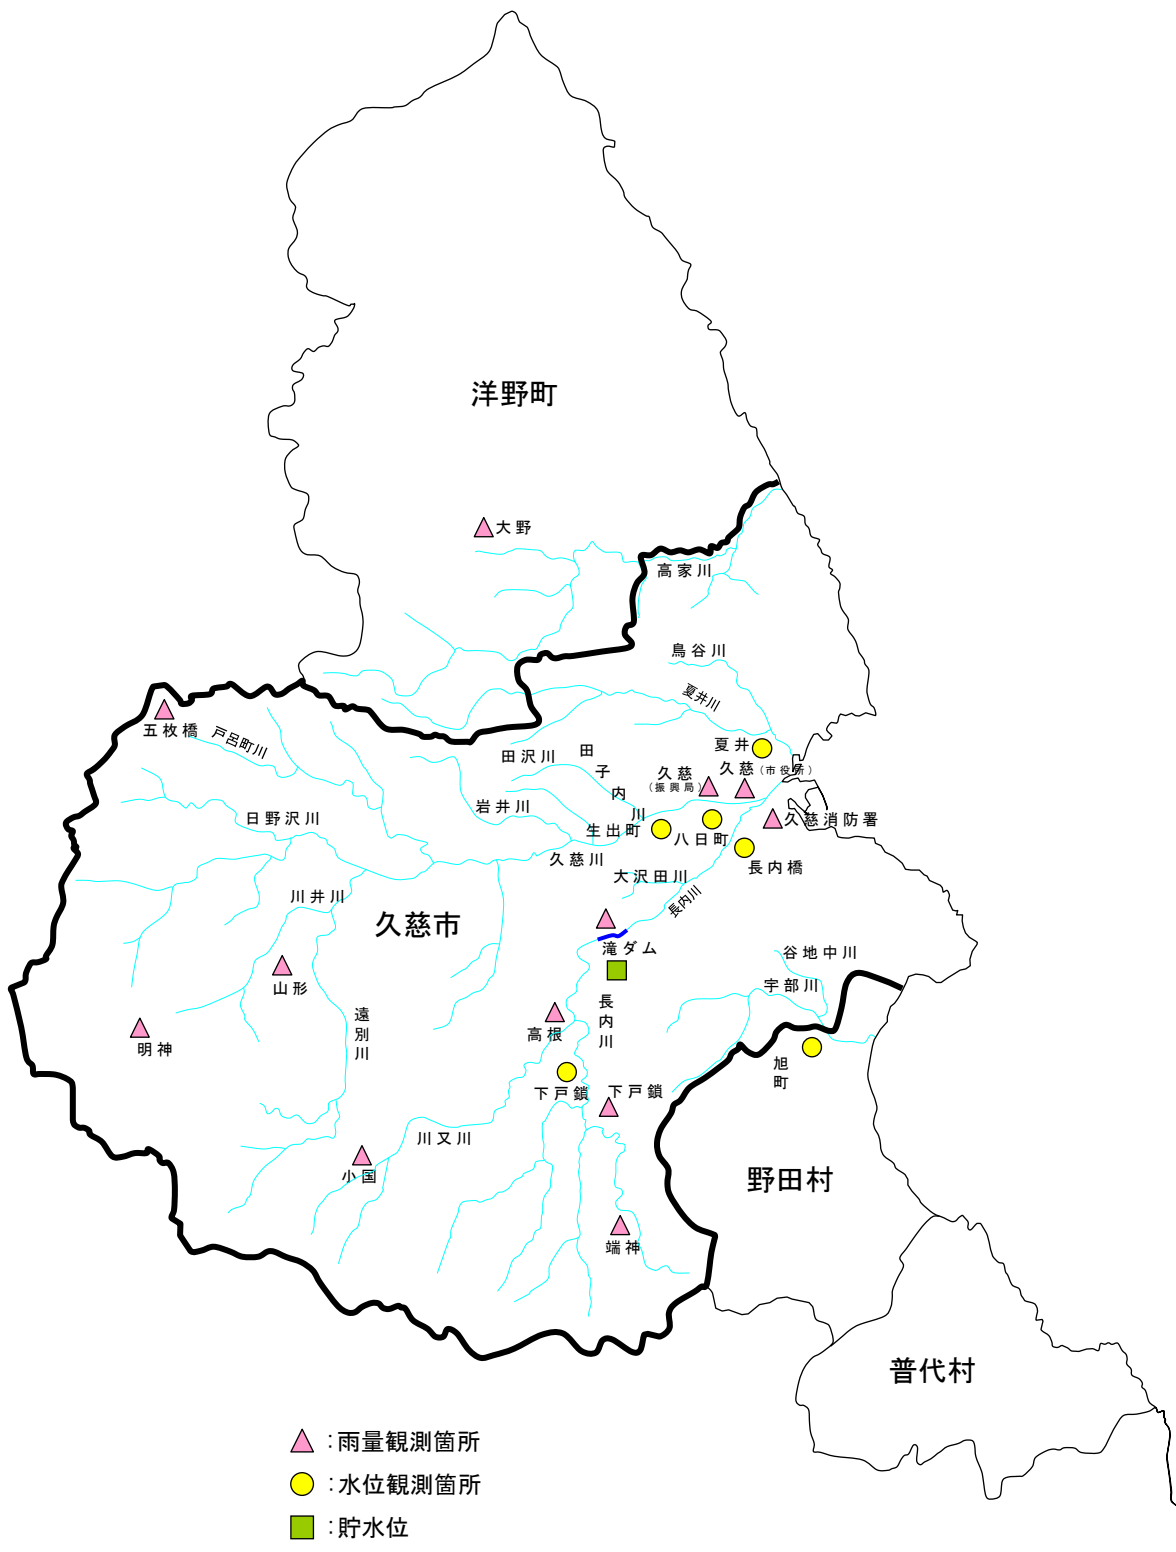 洋野町
大野
高家川
鳥谷川
夏井川
五枚橋
戸呂町川
夏井
田沢川
田子内川
久慈
(振興局)
久慈(市役所)
岩井川
日野沢川
生出町
八日町
久慈消防署
久慈川
長内橋
大沢田川
長内川
川井川
久慈市
滝ダム
谷地中川
宇部川
山形
遠別川
長内川
高根
明神
旭町
下戸鎖
下戸鎖
川又川
小国
野田村
端神
普代村
:雨量観測箇所
:水位観測箇所
:貯水位